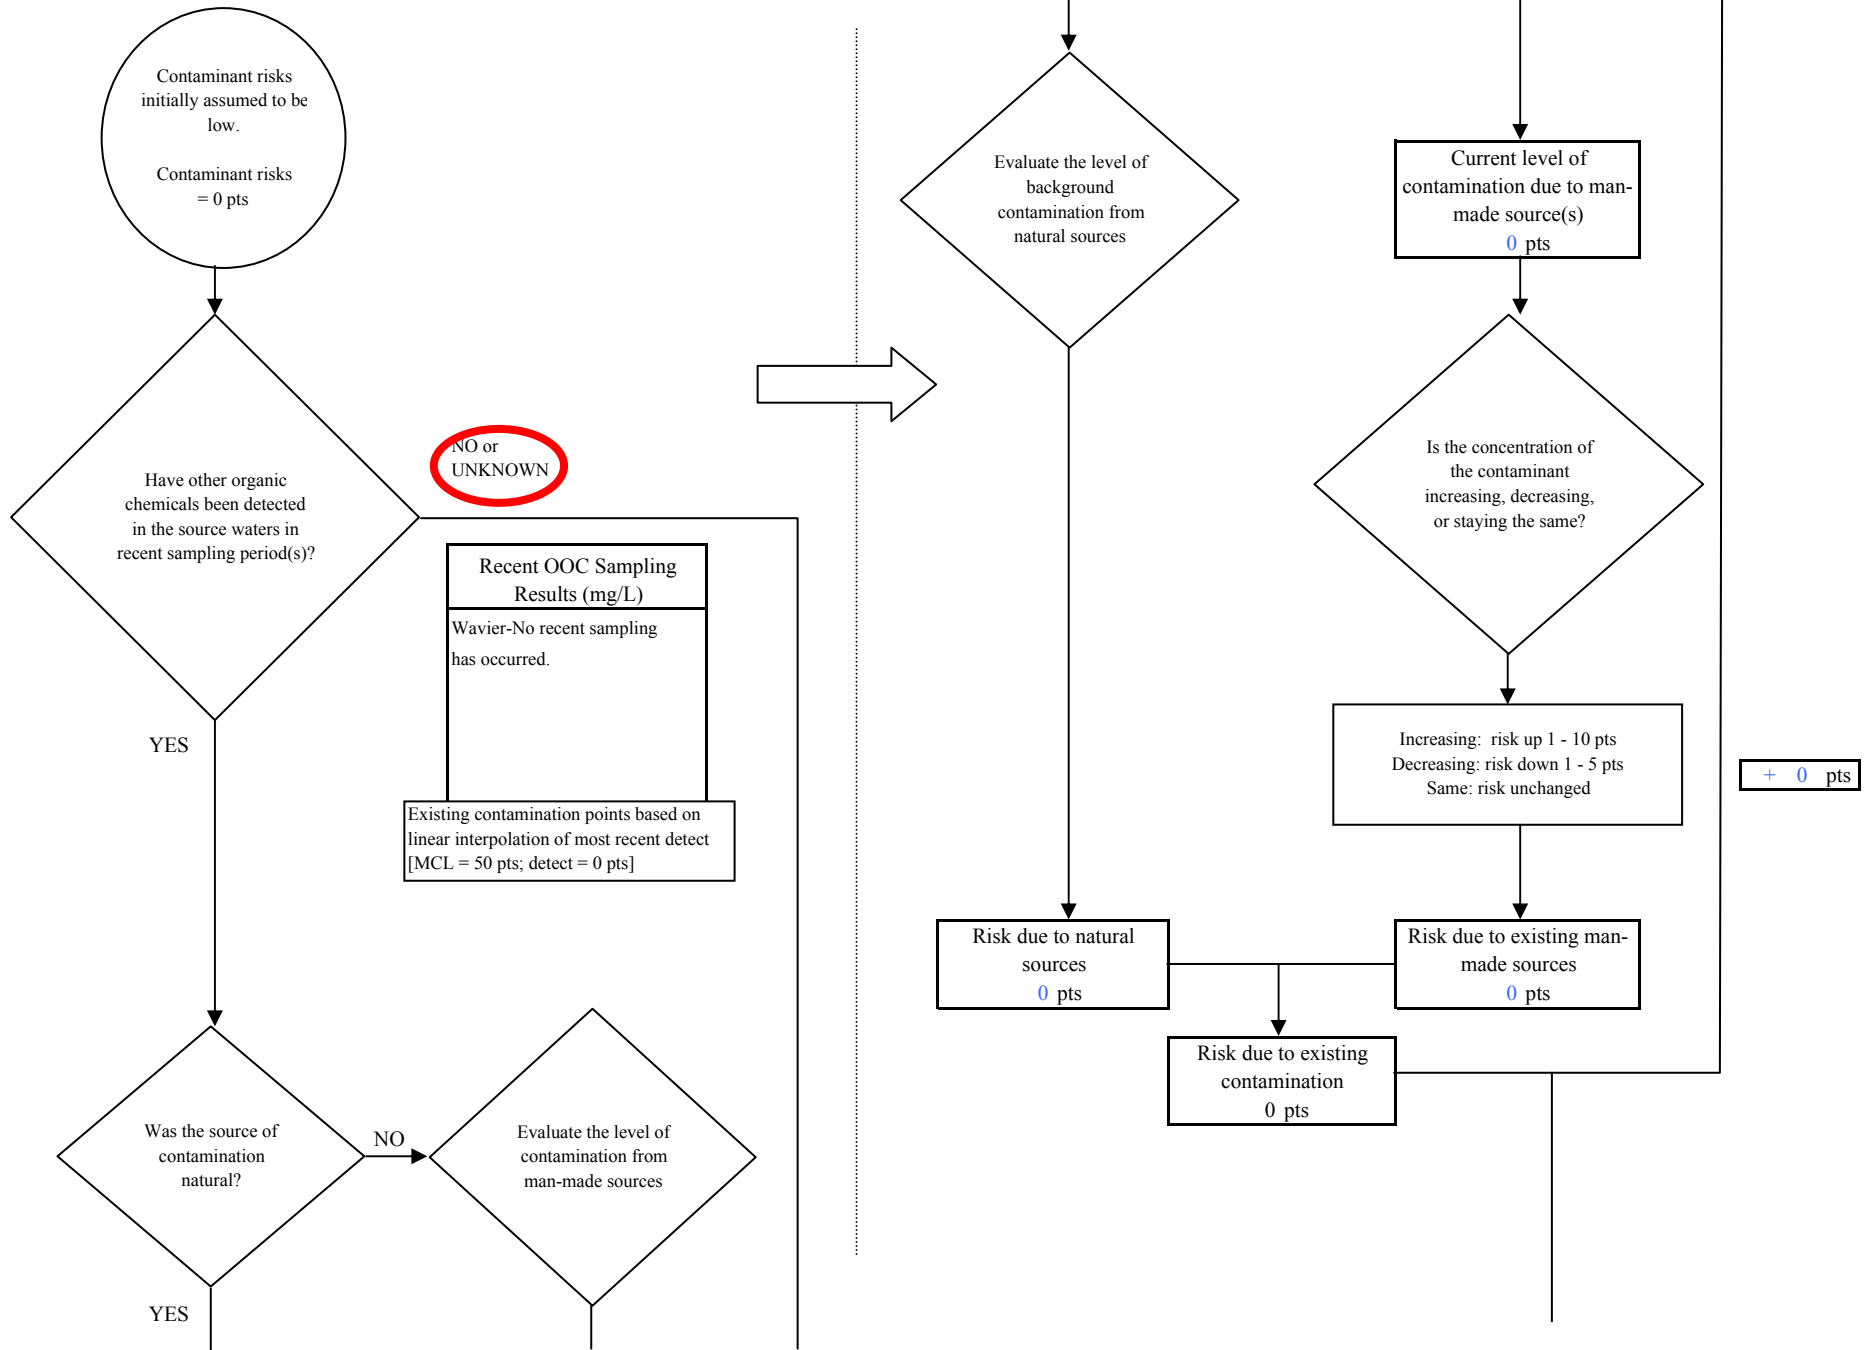 Contaminant risks
initially assumed to be
low.
Contaminant risks
= 0 pts
Have other organic
chemicals been detected
in the source waters in
recent sampling period(s)?
NO or
UNKNOWN
Recent OOC Sampling
Results (mg/L)
Wavier-No recent sampling
has occurred.
Existing contamination points based on
linear interpolation of most recent detect
[MCL = 50 pts; detect = 0 pts]
YES
Was the source of
contamination
natural?
NO
Evaluate the level of
contamination from
man-made sources
YES
Evaluate the level of
background
contamination from
natural sources
Current level of
contamination due to man-
made source(s)
0 pts
Is the concentration of
the contaminant
increasing, decreasing,
or staying the same?
Increasing: risk up 1 - 10 pts
Decreasing: risk down 1 - 5 pts
Same: risk unchanged
+ 0 pts
Risk due to natural
sources
0 pts
Risk due to existing man-
made sources
0 pts
Risk due to existing
contamination
0 pts